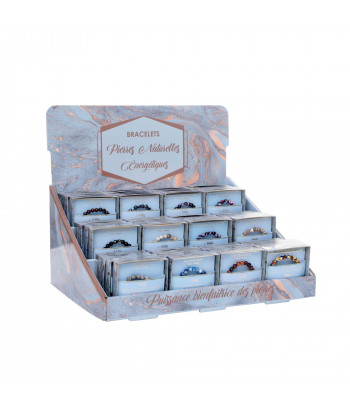 BRACELETS
Pierres Naturelles
Énergétiques
Puissance bienfaitrice des pierres